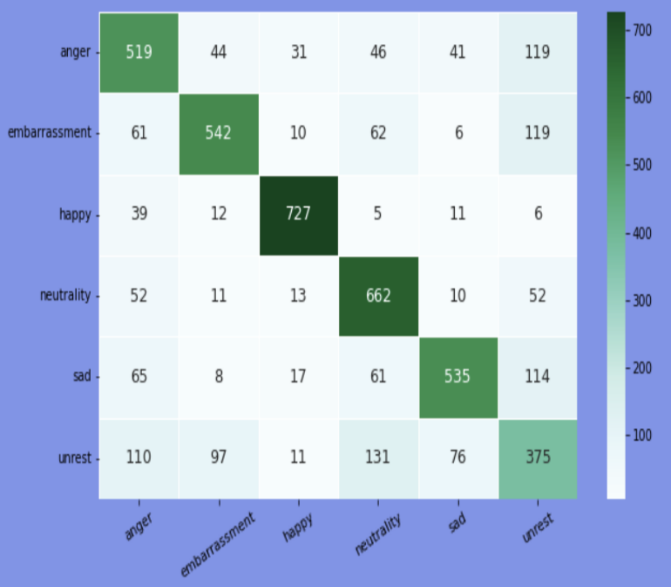 anger 519 44 31 46 41 119
embarrassment 61 542 10 62 6 119
happy 39 12 727 5 11 6
neutrality 52 11 13 662 10 52
sad 65 8 17 61 535 114
unrest 110 97 11 131 76 375
anger embarrassment happy neutrality sad unrest
700
600
500
400
300
200
100